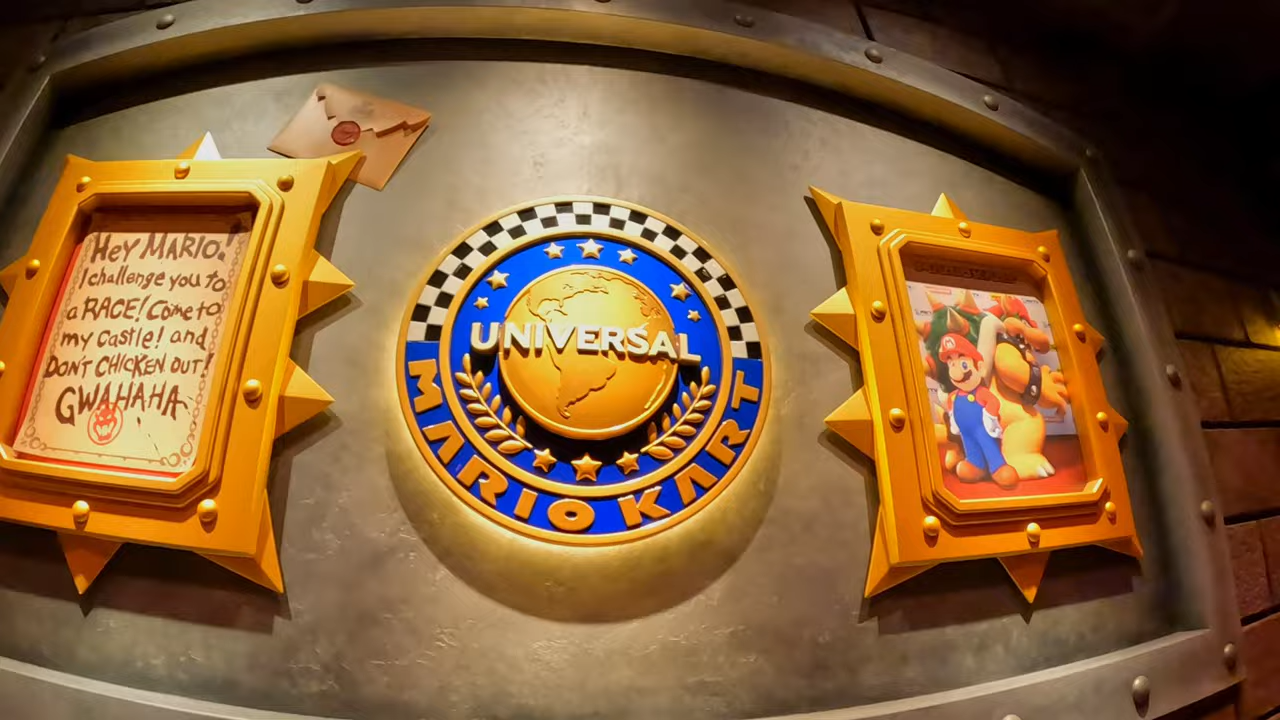 HEY MARIO!
I challenge you to
a RACE! Come to
my Castle! and
DON'T CHICKEN OUT!
GWAHAHA
UNIVERSAL
MARIO KART